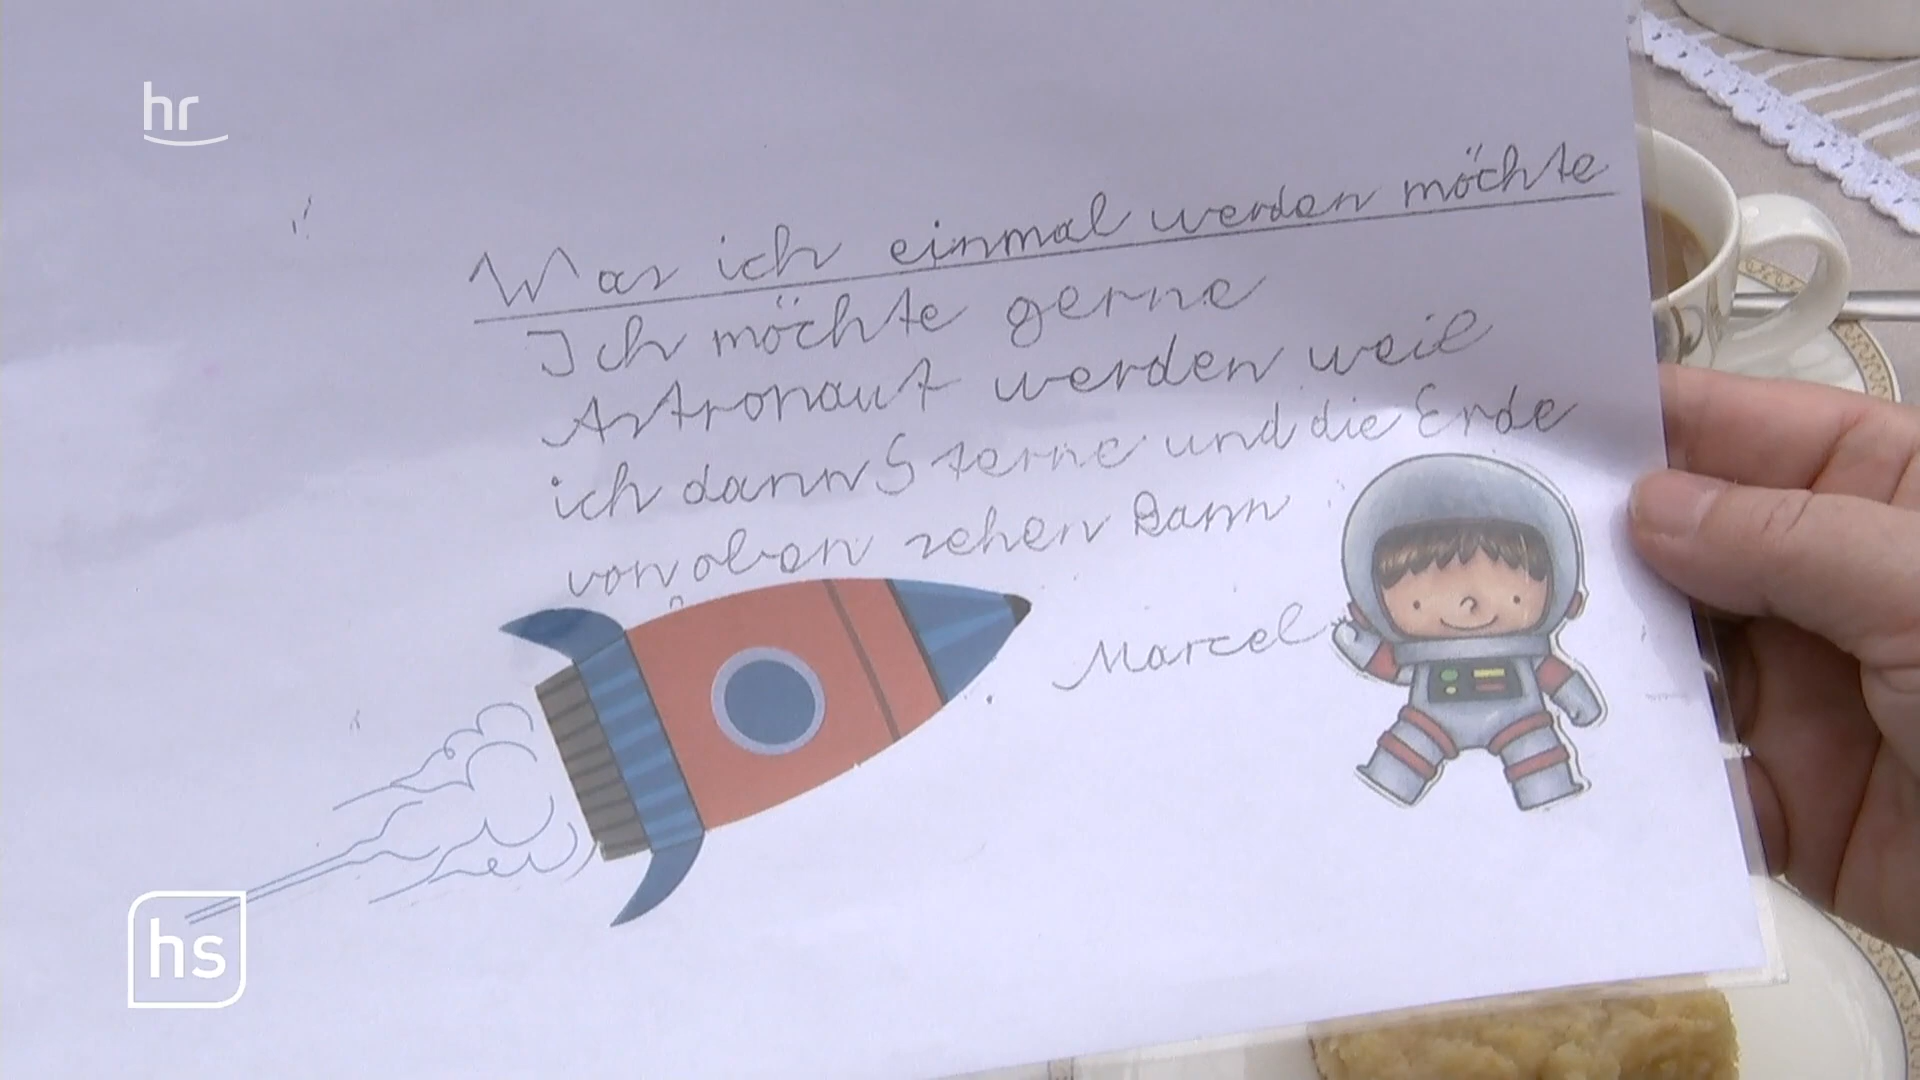 hr
Was ich einmal werden möchte
Ich möchte gerne
Astronaut werden weil
ich dann Sterne und die Erde
von oben sehen kann
Marcel
hs